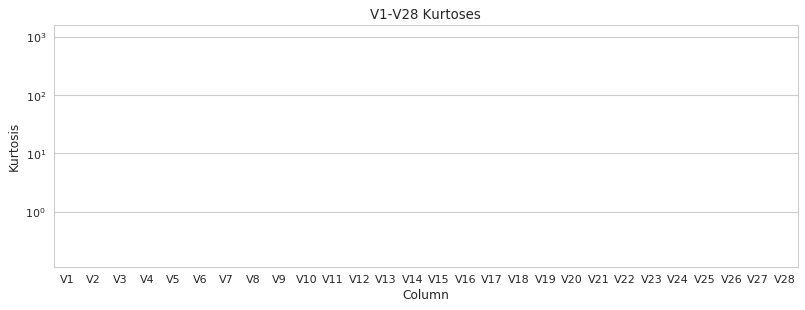 V1-V28 Kurtoses
Kurtosis
10³
10²
10¹
10⁰
V1 V2 V3 V4 V5 V6 V7 V8 V9 V10 V11 V12 V13 V14 V15 V16 V17 V18 V19 V20 V21 V22 V23 V24 V25 V26 V27 V28
Column